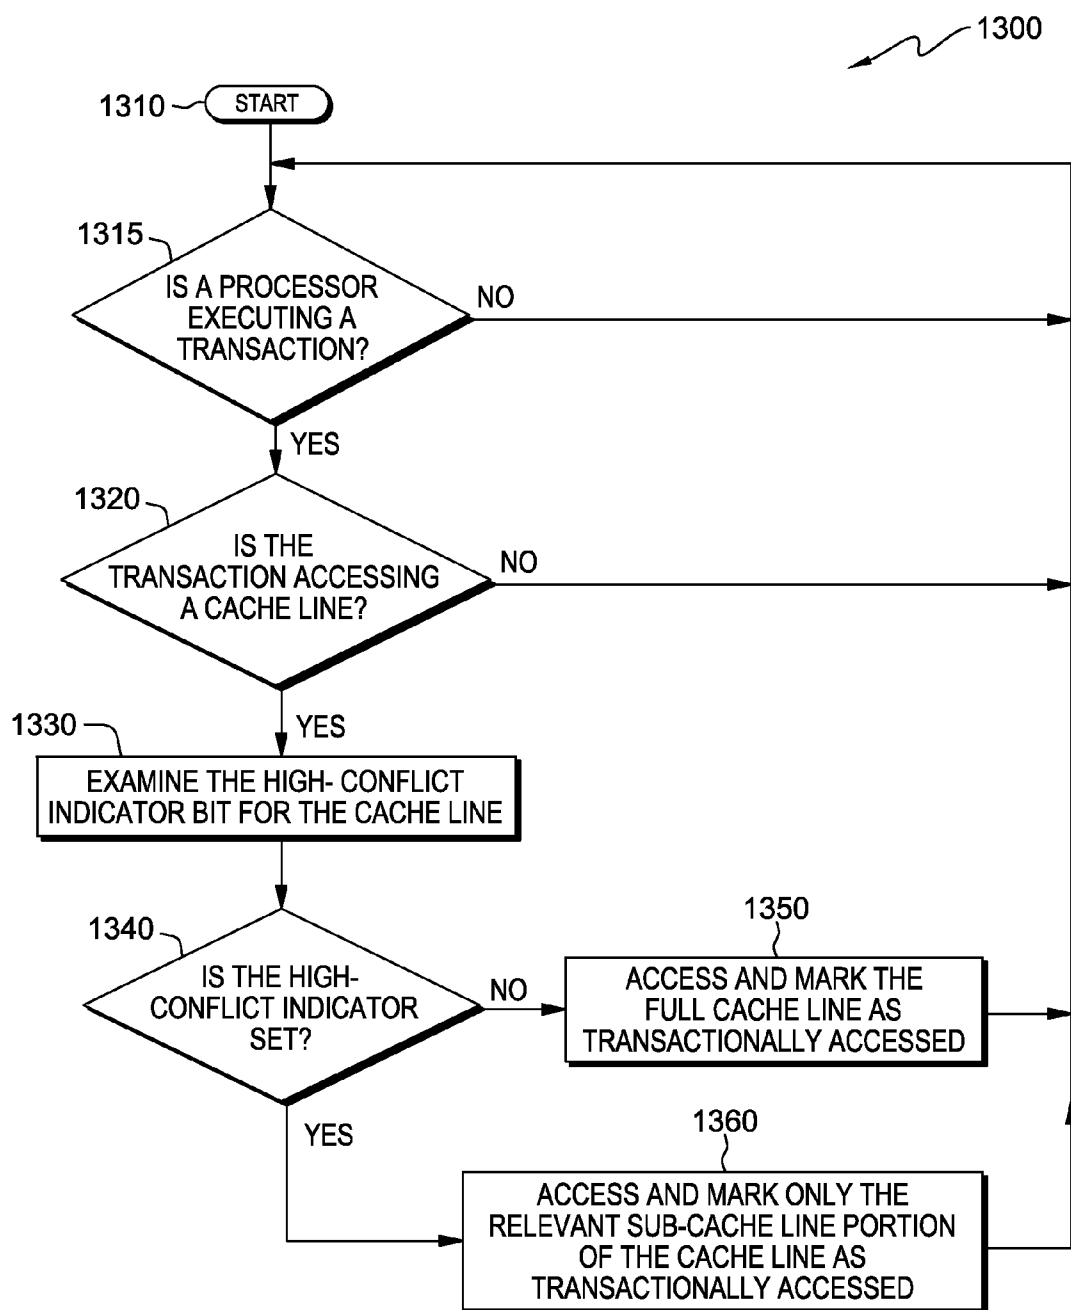 1300
1310
START
1315
IS A PROCESSOR
EXECUTING A
TRANSACTION?
NO
YES
1320
IS THE
TRANSACTION ACCESSING
A CACHE LINE?
NO
YES
1330
EXAMINE THE HIGH- CONFLICT
INDICATOR BIT FOR THE CACHE LINE
1340
IS THE HIGH-
CONFLICT INDICATOR
SET?
NO
1350
ACCESS AND MARK THE
FULL CACHE LINE AS
TRANSACTIONALLY ACCESSED
YES
1360
ACCESS AND MARK ONLY THE
RELEVANT SUB-CACHE LINE PORTION
OF THE CACHE LINE AS
TRANSACTIONALLY ACCESSED